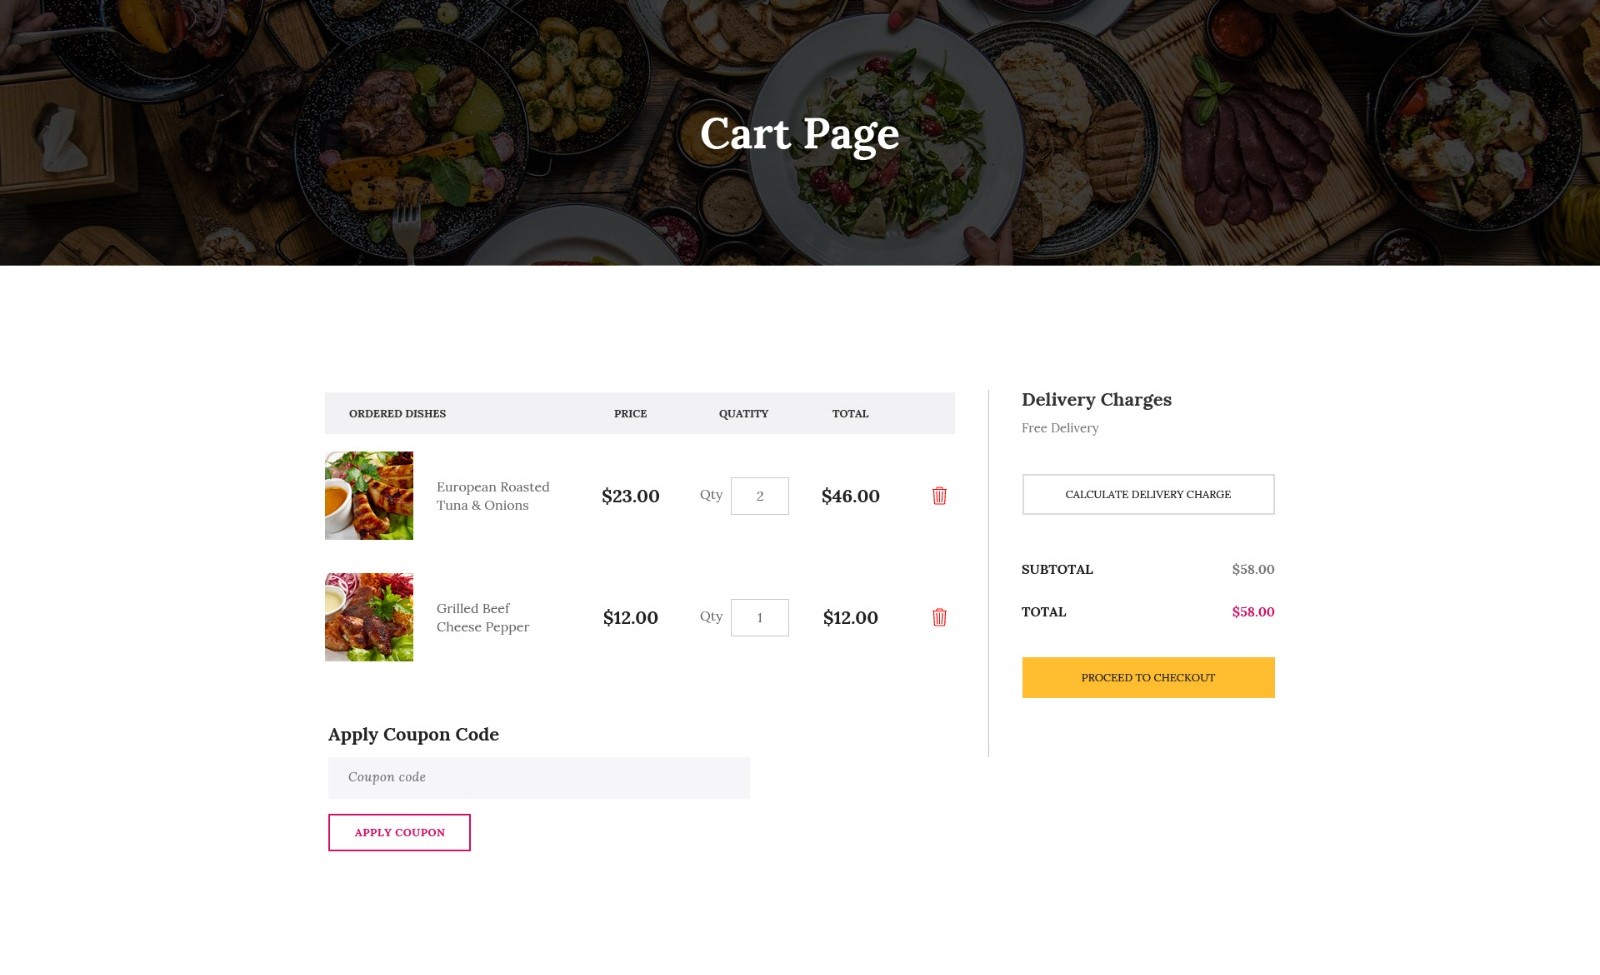 Cart Page
ORDERED DISHES PRICE QUATITY TOTAL
European Roasted
Tuna & Onions
$23.00 Qty 2 $46.00
Grilled Beef
Cheese Pepper
$12.00 Qty 1 $12.00
Apply Coupon Code
Coupon code
APPLY COUPON
Delivery Charges
Free Delivery
CALCULATE DELIVERY CHARGE
SUBTOTAL $58.00
TOTAL $58.00
PROCEED TO CHECKOUT